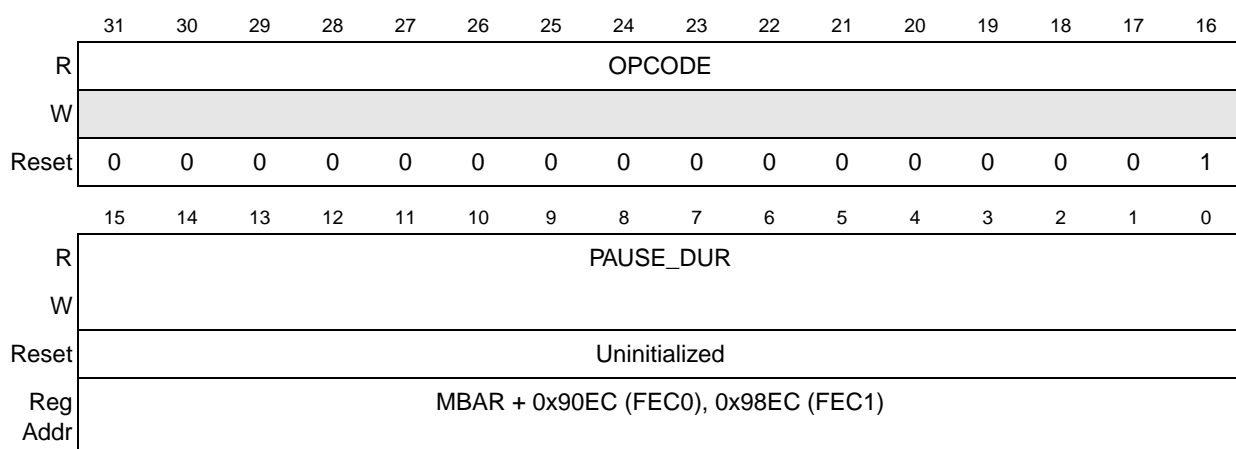 31 30 29 28 27 26 25 24 23 22 21 20 19 18 17 16
R OPCODE
W
Reset 0 0 0 0 0 0 0 0 0 0 0 0 0 0 0 1
15 14 13 12 11 10 9 8 7 6 5 4 3 2 1 0
R PAUSE_DUR
W
Reset Uninitialized
Reg MBAR + 0x90EC (FEC0), 0x98EC (FEC1)
Addr